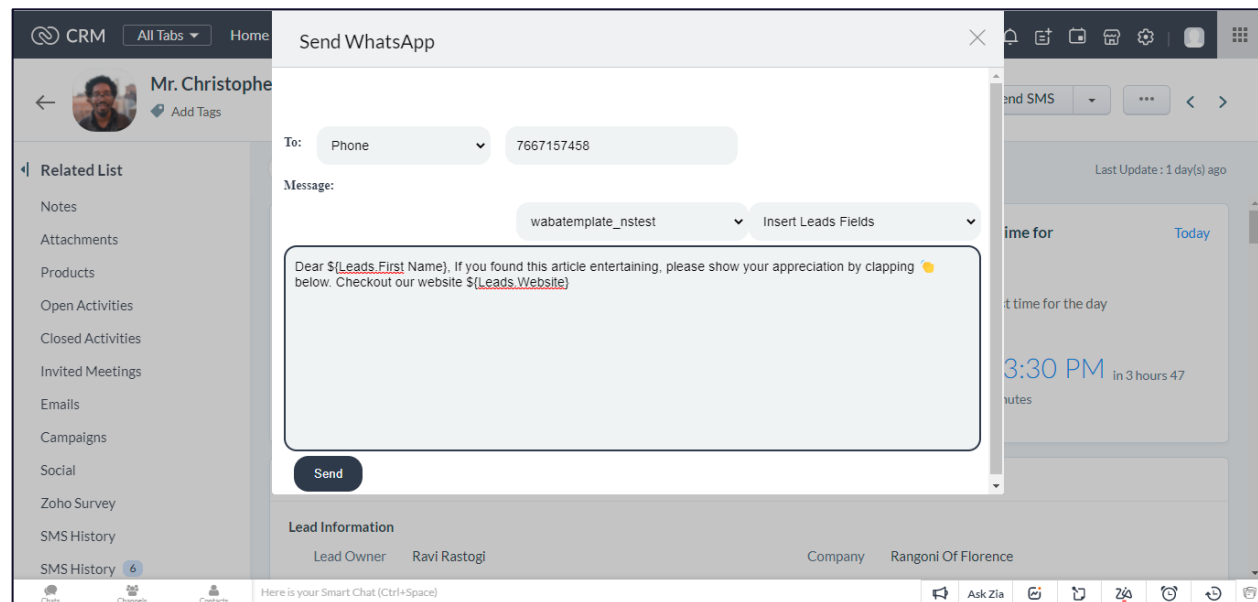 CRM
All Tabs
Home
Send WhatsApp
Mr. Christophe
Add Tags
end SMS
Related List
Last Update : 1 day(s) ago
Notes
Attachments
Products
Open Activities
Closed Activities
Invited Meetings
Emails
Campaigns
Social
Zoho Survey
SMS History
SMS History 6
To:
Phone
7667157458
Message:
wabatemplate_nstest
Insert Leads Fields
Dear ${Leads.First Name}, If you found this article entertaining, please show your appreciation by clapping 👏
below. Checkout our website ${Leads.Website}
Send
ime for
Today
t time for the day
3:30 PM in 3 hours 47
nutes
Lead Information
Lead Owner Ravi Rastogi
Company Rangoni Of Florence
Chats
Channels
Contacts
Here is your Smart Chat (Ctrl+Space)
Ask Zia